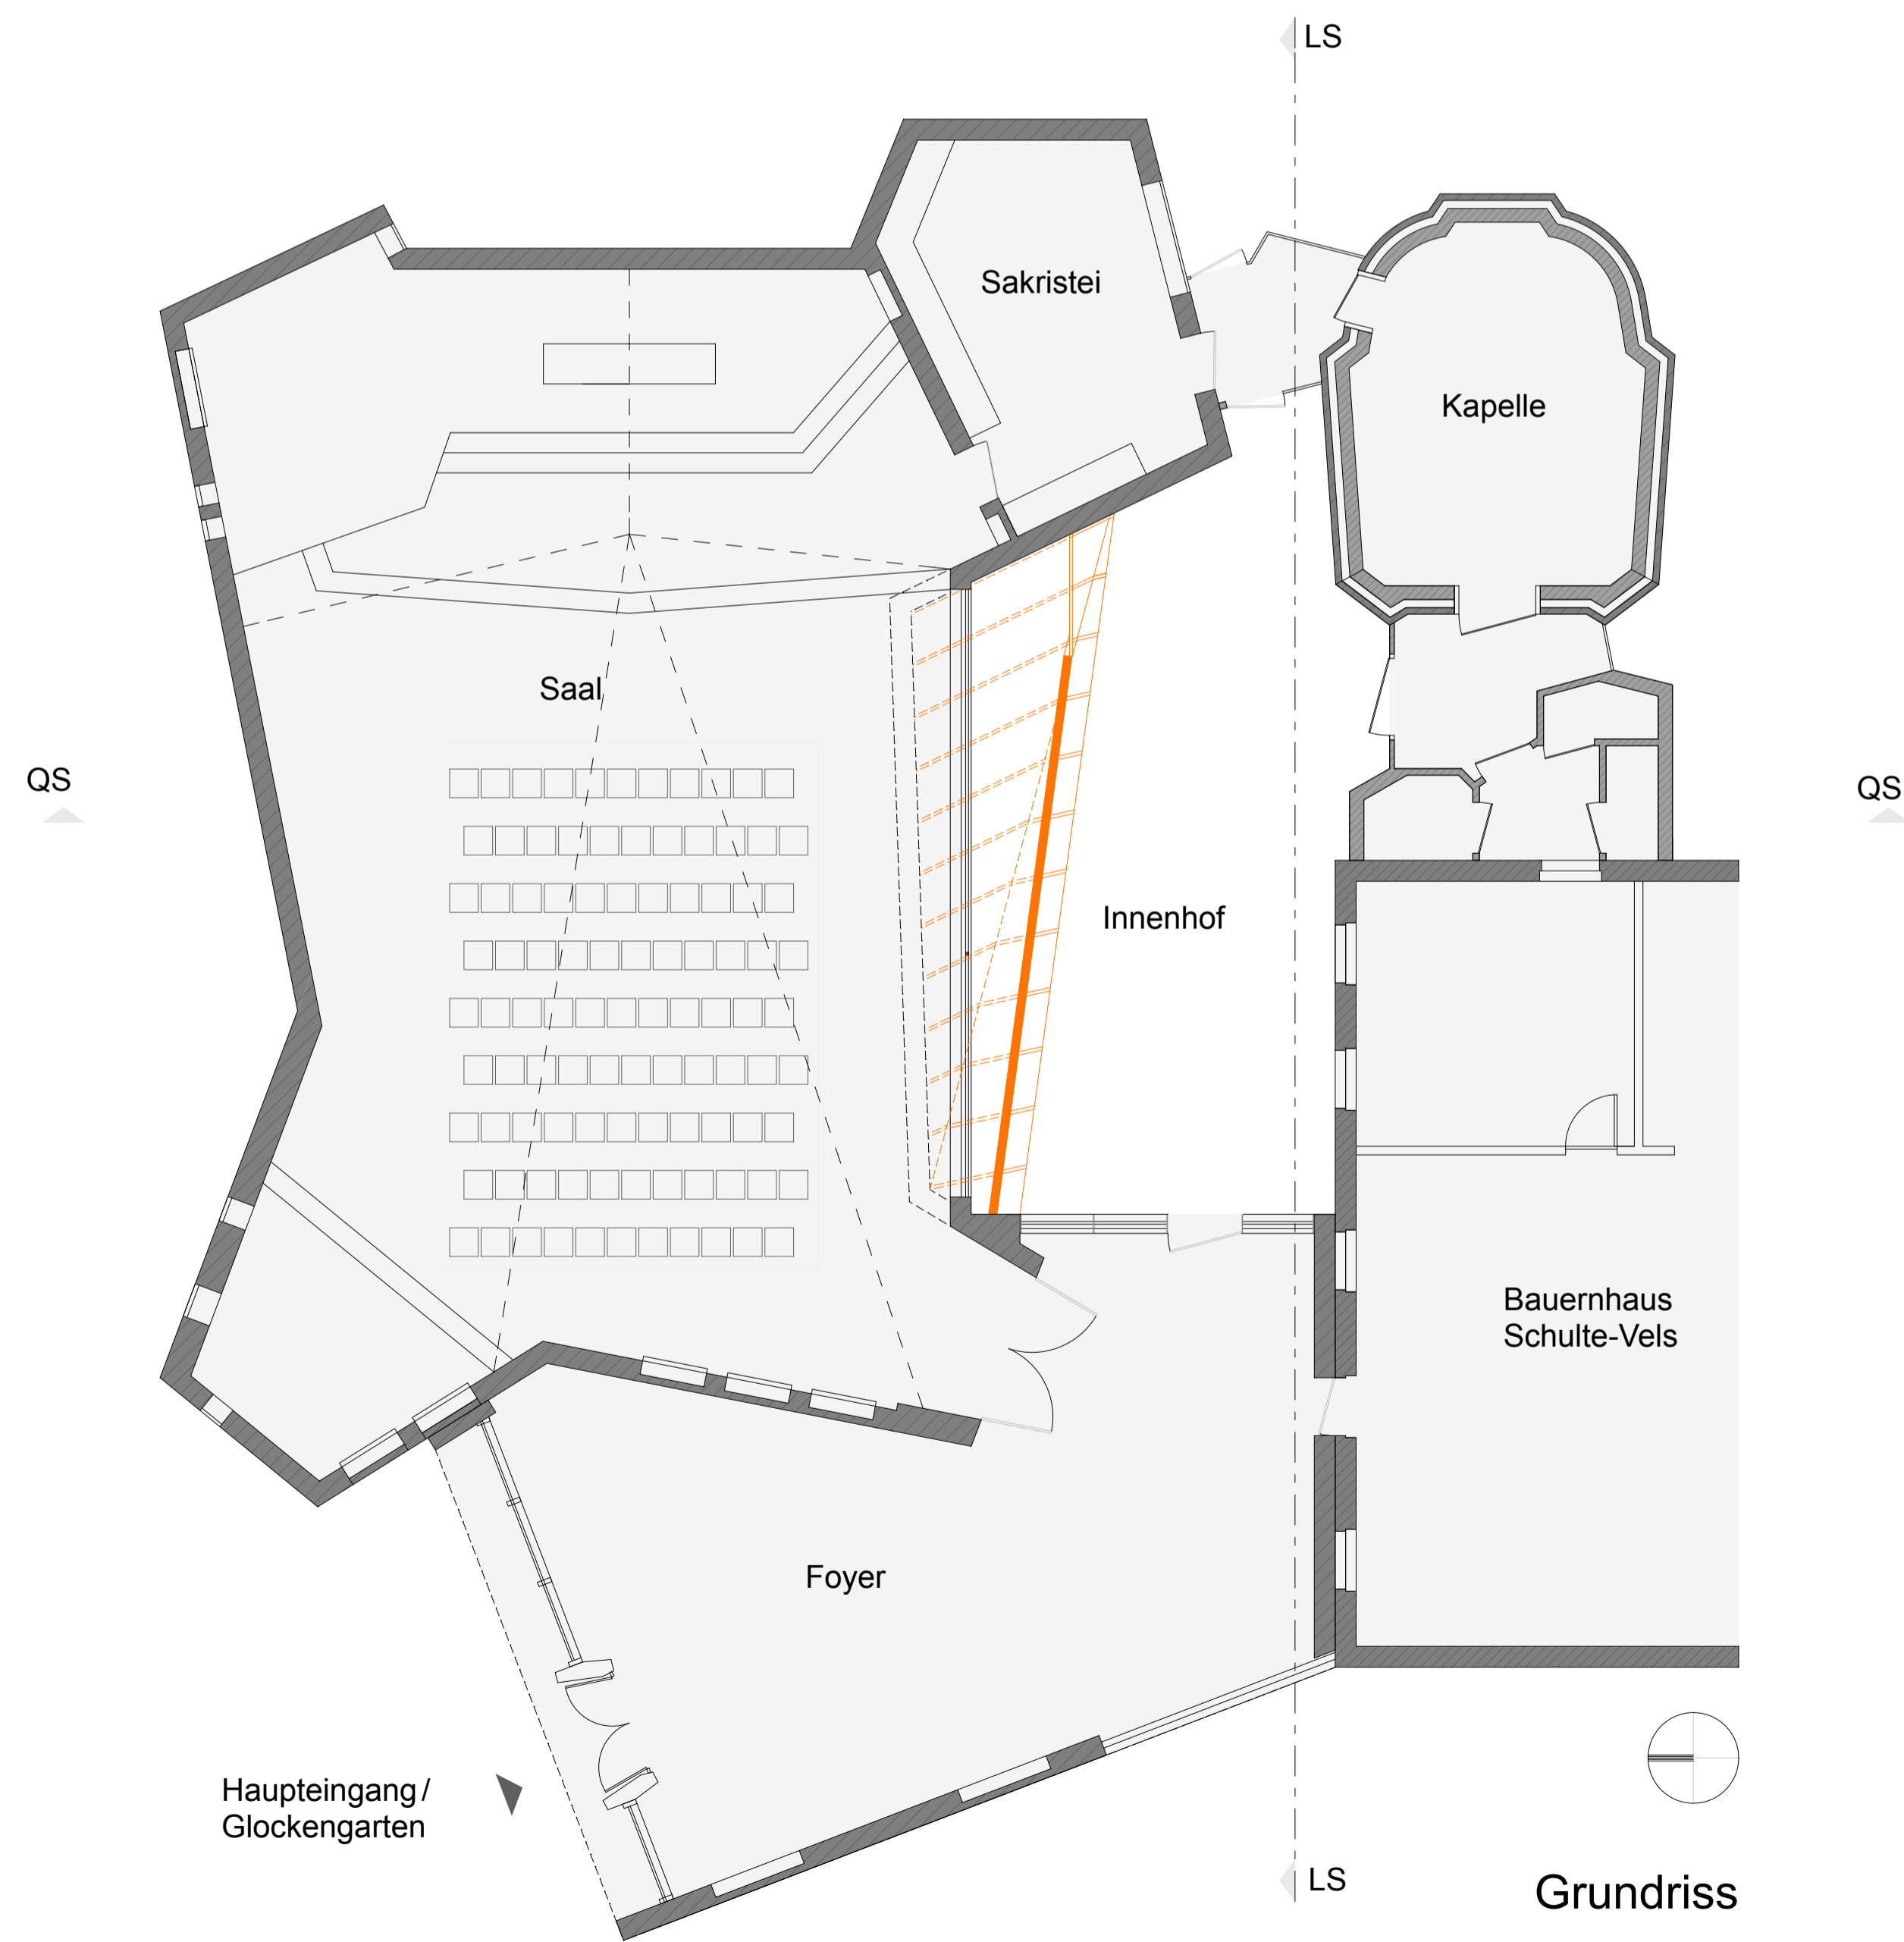 LS
Sakristei
Kapelle
Saal
QS
QS
Innenhof
Bauernhaus
Schulte-Vels
Foyer
Haupteingang/
Glockengarten
LS
Grundriss